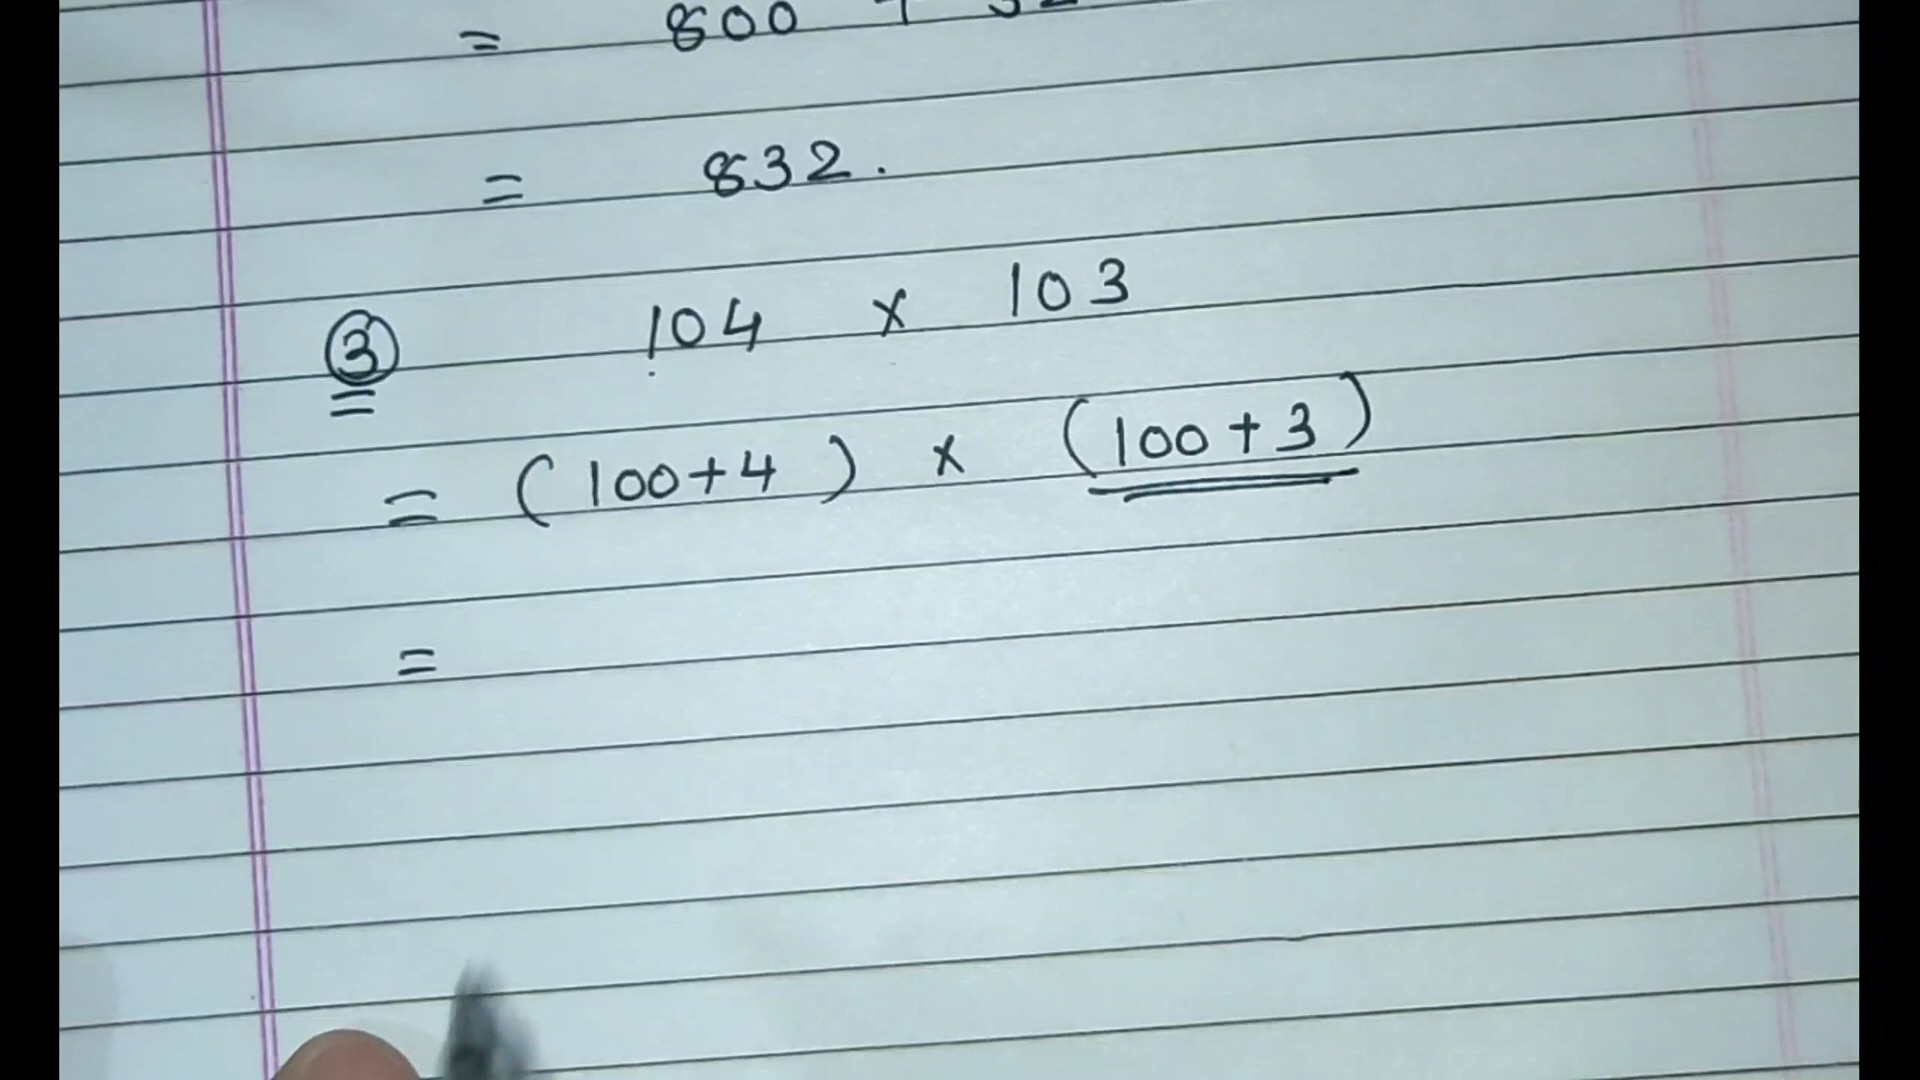 = 800 +
= 832.
③ 104 × 103
= (100+4) × (100+3)
=